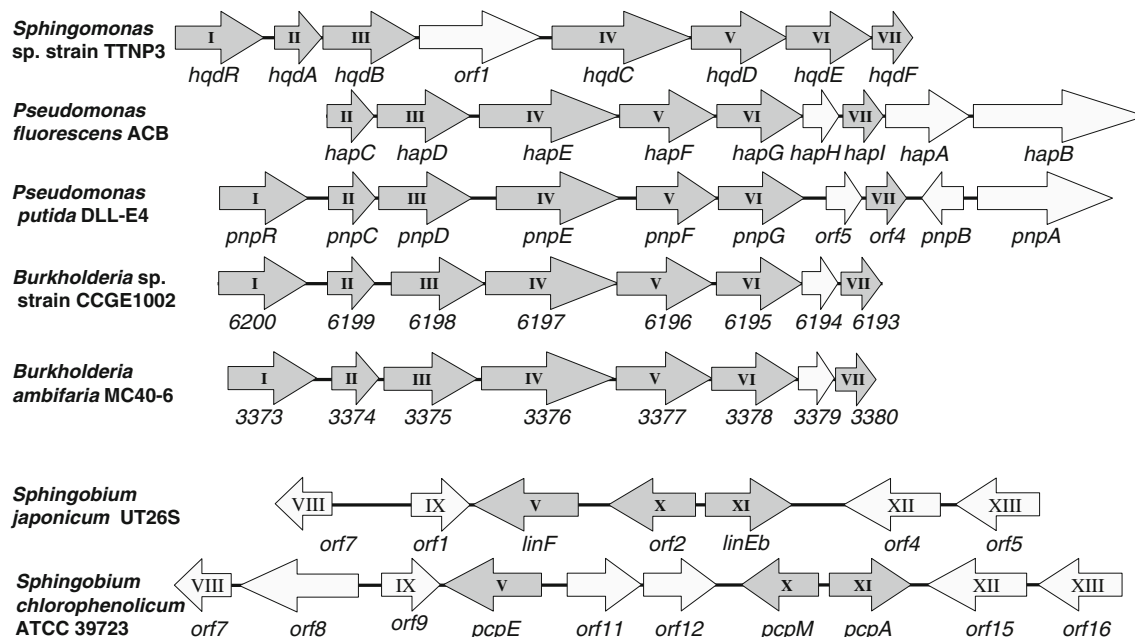 Sphingomonas
sp. strain TTNP3
I II III IV V VI VII
hqdR hqdA hqdB orf1 hqdC hqdD hqdE hqdF
Pseudomonas
fluorescens ACB
II III IV V VI VII
hapC hapD hapE hapF hapG hapH hapI hapA hapB
Pseudomonas
putida DLL-E4
I II III IV V VI VII
pnpR pnpC pnpD pnpE pnpF pnpG orf5 orf4 pnpB pnpA
Burkholderia sp.
strain CCGE1002
I II III IV V VI VII
6200 6199 6198 6197 6196 6195 6194 6193
Burkholderia
ambifaria MC40-6
I II III IV V VI VII
3373 3374 3375 3376 3377 3378 3379 3380
Sphingobium
japonicum UT26S
VIII IX V X XI XII XIII
orf7 orf1 linF orf2 linEb orf4 orf5
Sphingobium
chlorophenolicum
ATCC 39723
VIII IX V X XI XII XIII
orf7 orf8 orf9 pcpE orf11 orf12 pcpM pcpA orf15 orf16